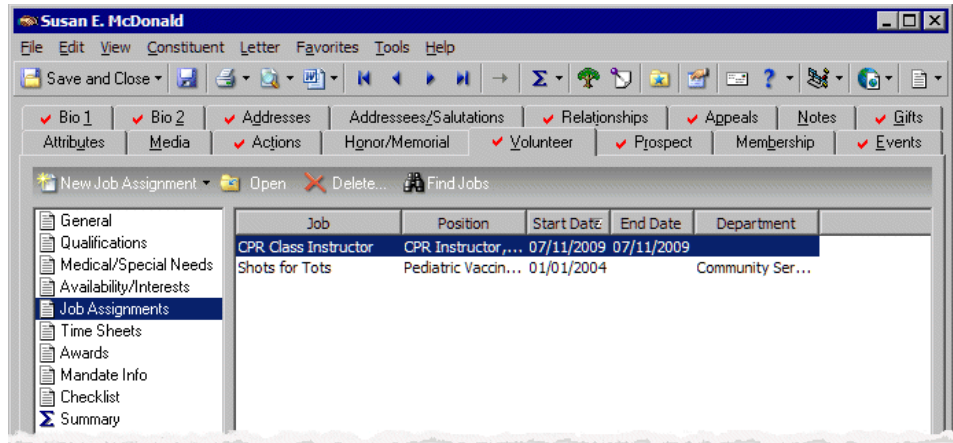 Susan E. McDonald
File Edit View Constituent Letter Favorites Tools Help
Save and Close
Bio 1 Bio 2 Addresses Addressees/Salutations Relationships Appeals Notes Gifts
Attributes Media Actions Honor/Memorial Volunteer Prospect Membership Events
New Job Assignment Open Delete... Find Jobs
General
Qualifications
Medical/Special Needs
Availability/Interests
Job Assignments
Time Sheets
Awards
Mandate Info
Checklist
Σ Summary
Job Position Start Date End Date Department
CPR Class Instructor CPR Instructor,... 07/11/2009 07/11/2009
Shots for Tots Pediatric Vaccin... 01/01/2004 Community Ser...